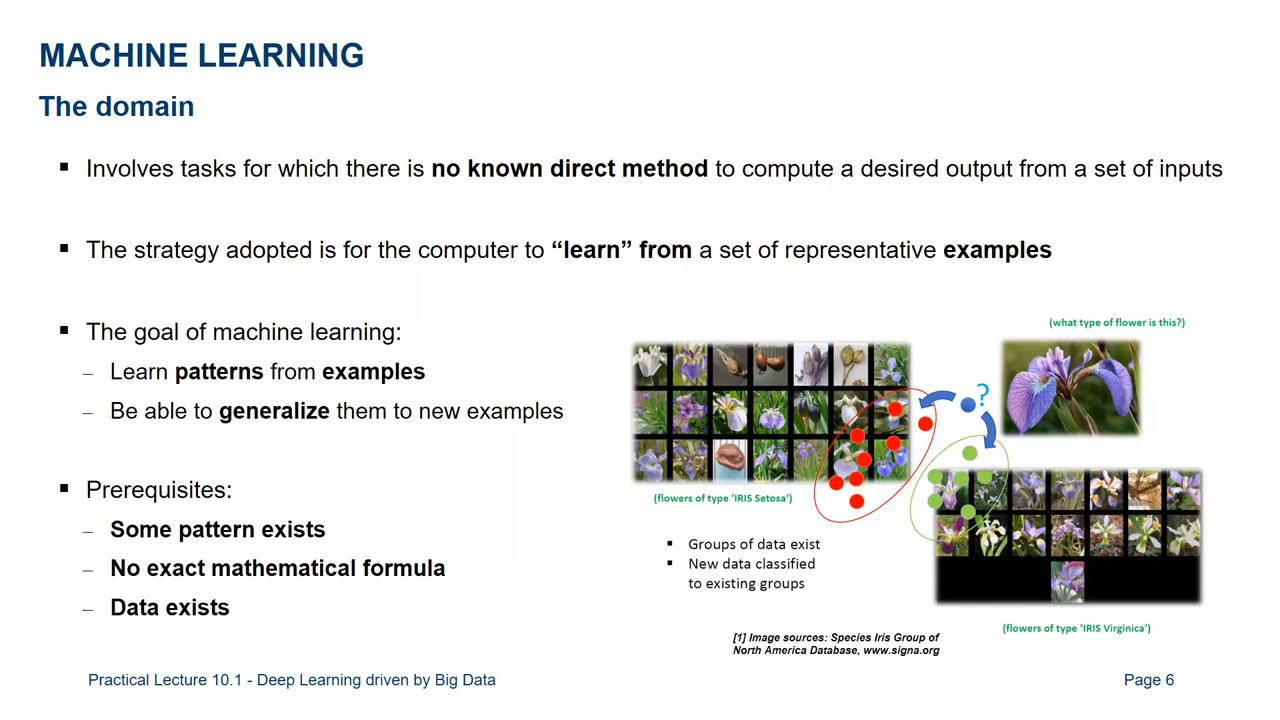 MACHINE LEARNING
The domain
▪ Involves tasks for which there is no known direct method to compute a desired output from a set of inputs
▪ The strategy adopted is for the computer to “learn” from a set of representative examples
▪ The goal of machine learning:
– Learn patterns from examples
– Be able to generalize them to new examples
▪ Prerequisites:
– Some pattern exists
– No exact mathematical formula
– Data exists
(what type of flower is this?)
?
(flowers of type ‘IRIS Setosa’)
▪ Groups of data exist
▪ New data classified
to existing groups
(flowers of type ‘IRIS Virginica’)
[1] Image sources: Species Iris Group of
North America Database, www.signa.org
Practical Lecture 10.1 - Deep Learning driven by Big Data
Page 6